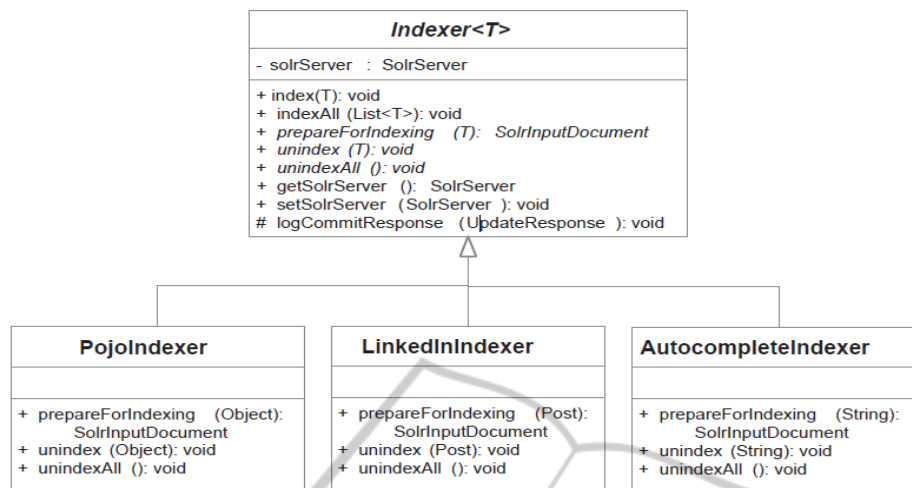 Indexer<T>
- solrServer : SolrServer
+ index(T): void
+ indexAll (List<T>): void
+ prepareForIndexing (T): SolrInputDocument
+ unindex (T): void
+ unindexAll (): void
+ getSolrServer (): SolrServer
+ setSolrServer (SolrServer ): void
# logCommitResponse (UpdateResponse ): void
PojoIndexer
+ prepareForIndexing (Object):
SolrInputDocument
+ unindex (Object): void
+ unindexAll (): void
LinkedInIndexer
+ prepareForIndexing (Post):
SolrInputDocument
+ unindex (Post): void
+ unindexAll (): void
AutocompleteIndexer
+ prepareForIndexing (String):
SolrInputDocument
+ unindex (String): void
+ unindexAll (): void